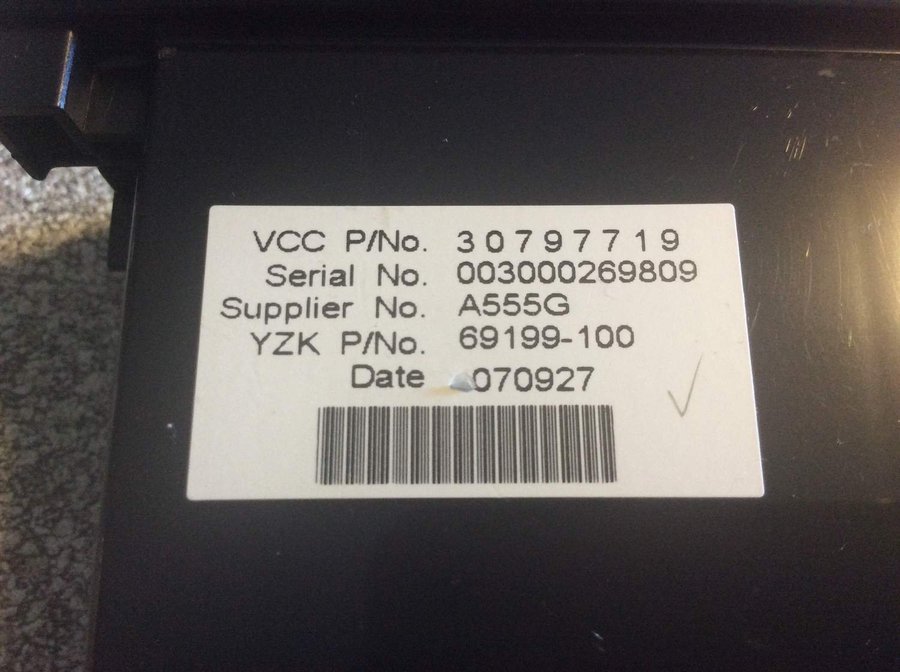 VCC P/No. 30797719
Serial No. 003000269809
Supplier No. A555G
YZK P/No. 69199-100
Date 070927